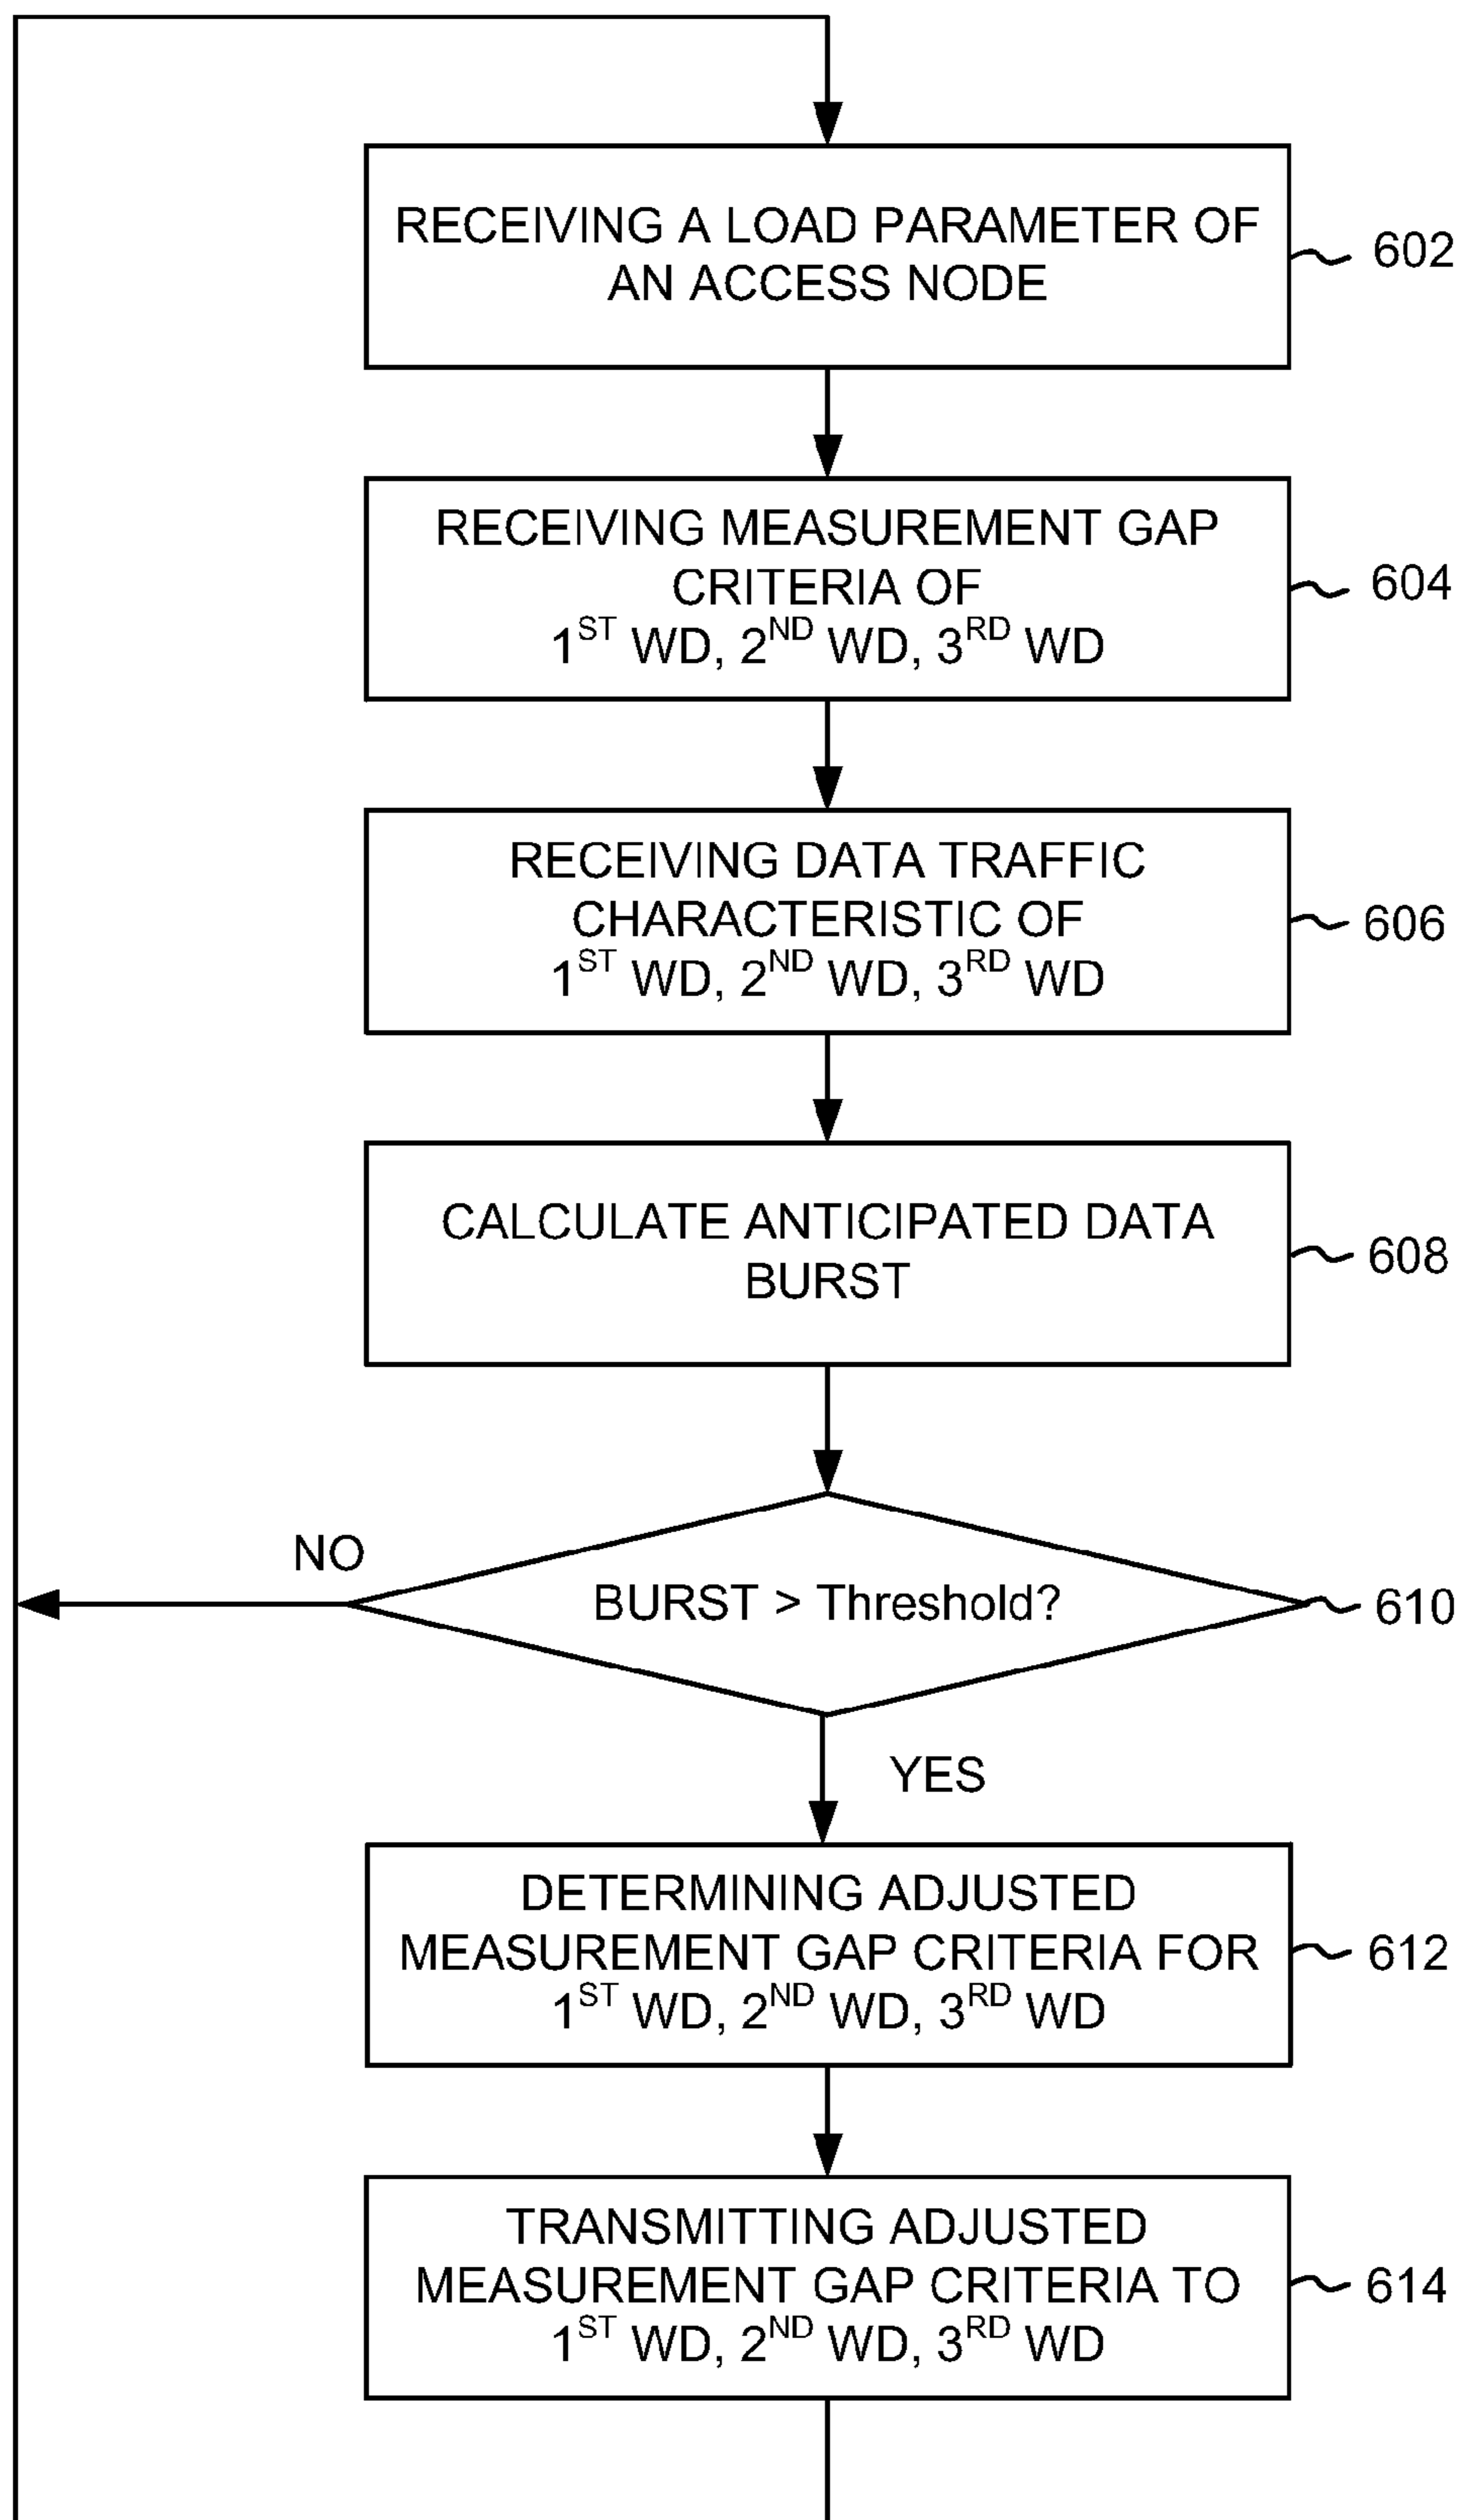 RECEIVING A LOAD PARAMETER OF
AN ACCESS NODE
602
RECEIVING MEASUREMENT GAP
CRITERIA OF
1ST WD, 2ND WD, 3RD WD
604
RECEIVING DATA TRAFFIC
CHARACTERISTIC OF
1ST WD, 2ND WD, 3RD WD
606
CALCULATE ANTICIPATED DATA
BURST
608
NO
BURST > Threshold?
610
YES
DETERMINING ADJUSTED
MEASUREMENT GAP CRITERIA FOR
1ST WD, 2ND WD, 3RD WD
612
TRANSMITTING ADJUSTED
MEASUREMENT GAP CRITERIA TO
1ST WD, 2ND WD, 3RD WD
614